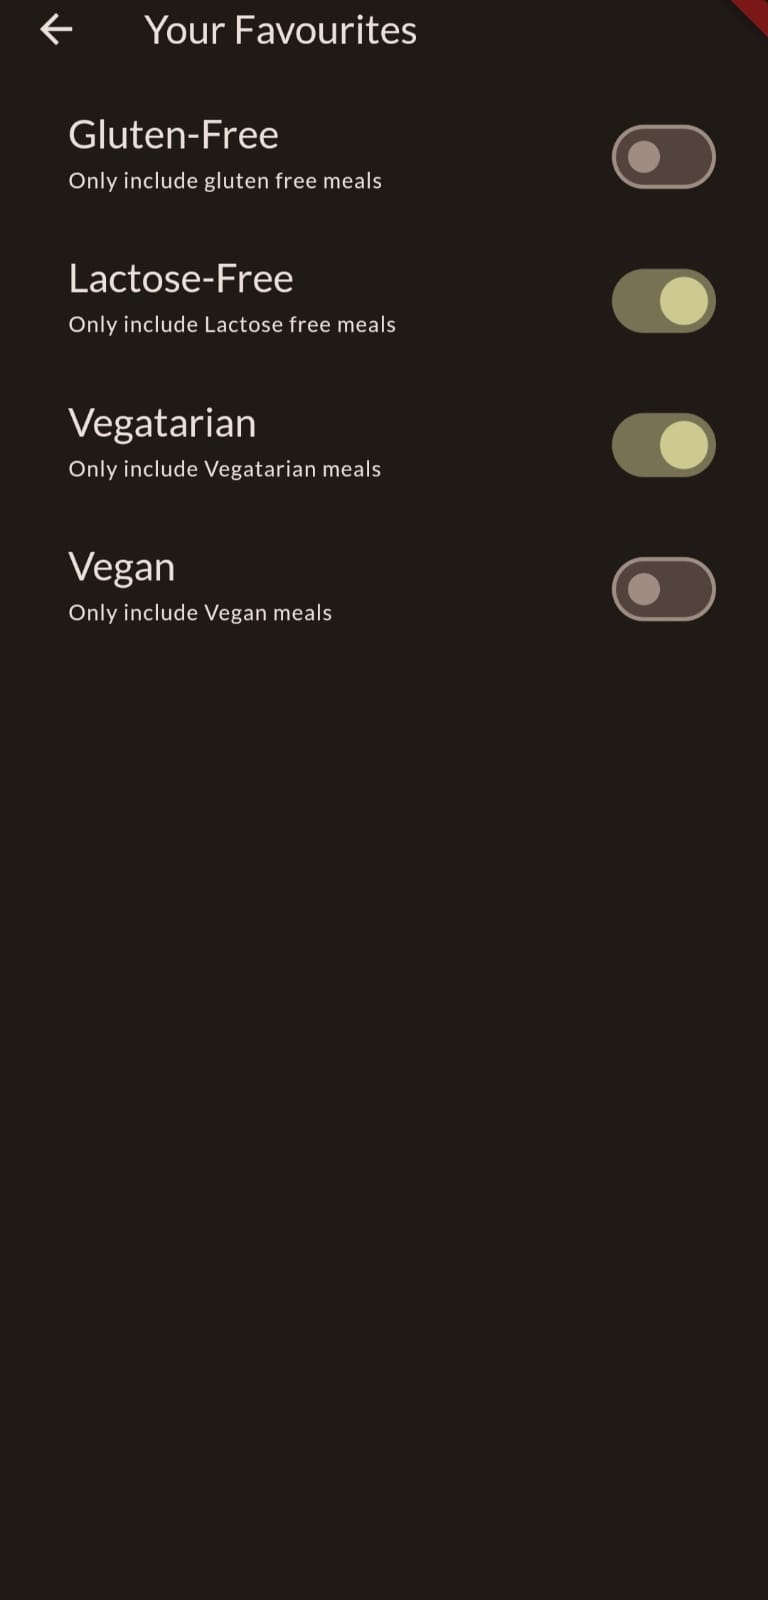 Your Favourites
Gluten-Free
Only include gluten free meals
Lactose-Free
Only include Lactose free meals
Vegatarian
Only include Vegatarian meals
Vegan
Only include Vegan meals